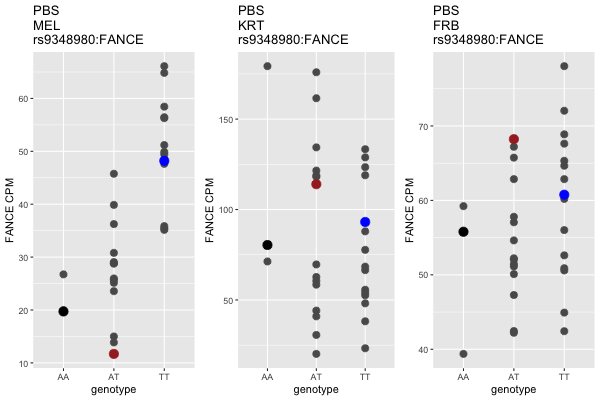 PBS
MEL
rs9348980:FANCE
FANCE CPM
60
50
40
30
20
10
AA AT TT
genotype
PBS
KRT
rs9348980:FANCE
FANCE CPM
150
100
50
AA AT TT
genotype
PBS
FRB
rs9348980:FANCE
FANCE CPM
70
60
50
40
AA AT TT
genotype